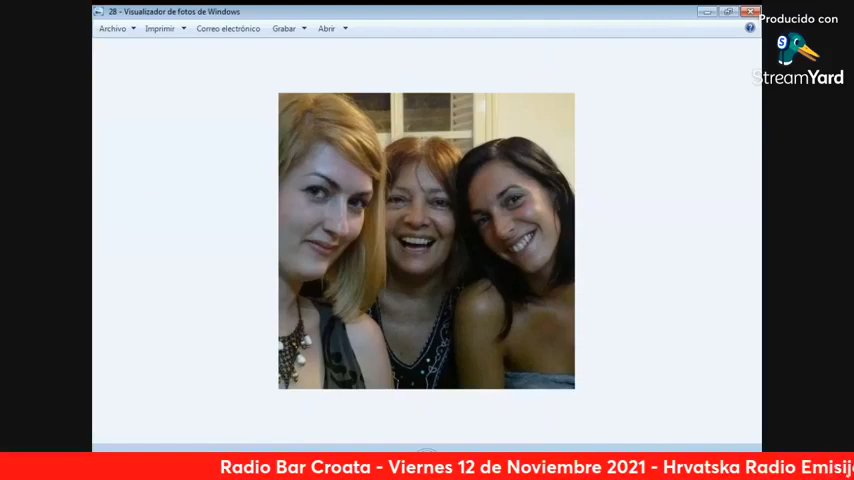 28 - Visualizador de fotos de Windows
Archivo Imprimir Correo electrónico Grabar Abrir
Producido con
StreamYard
Radio Bar Croata - Viernes 12 de Noviembre 2021 - Hrvatska Radio Emisij